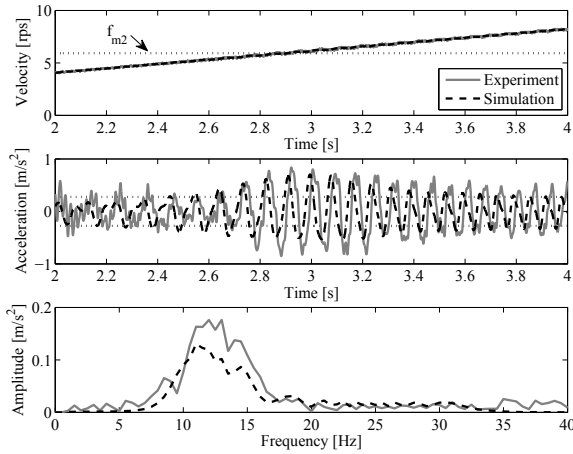 Velocity [rps]
10
5
0
f_m2
Experiment
Simulation
2 2.2 2.4 2.6 2.8 3 3.2 3.4 3.6 3.8 4
Time [s]
Acceleration [m/s²]
1
0
−1
2 2.2 2.4 2.6 2.8 3 3.2 3.4 3.6 3.8 4
Time [s]
Amplitude [m/s²]
0.2
0.1
0
0 5 10 15 20 25 30 35 40
Frequency [Hz]